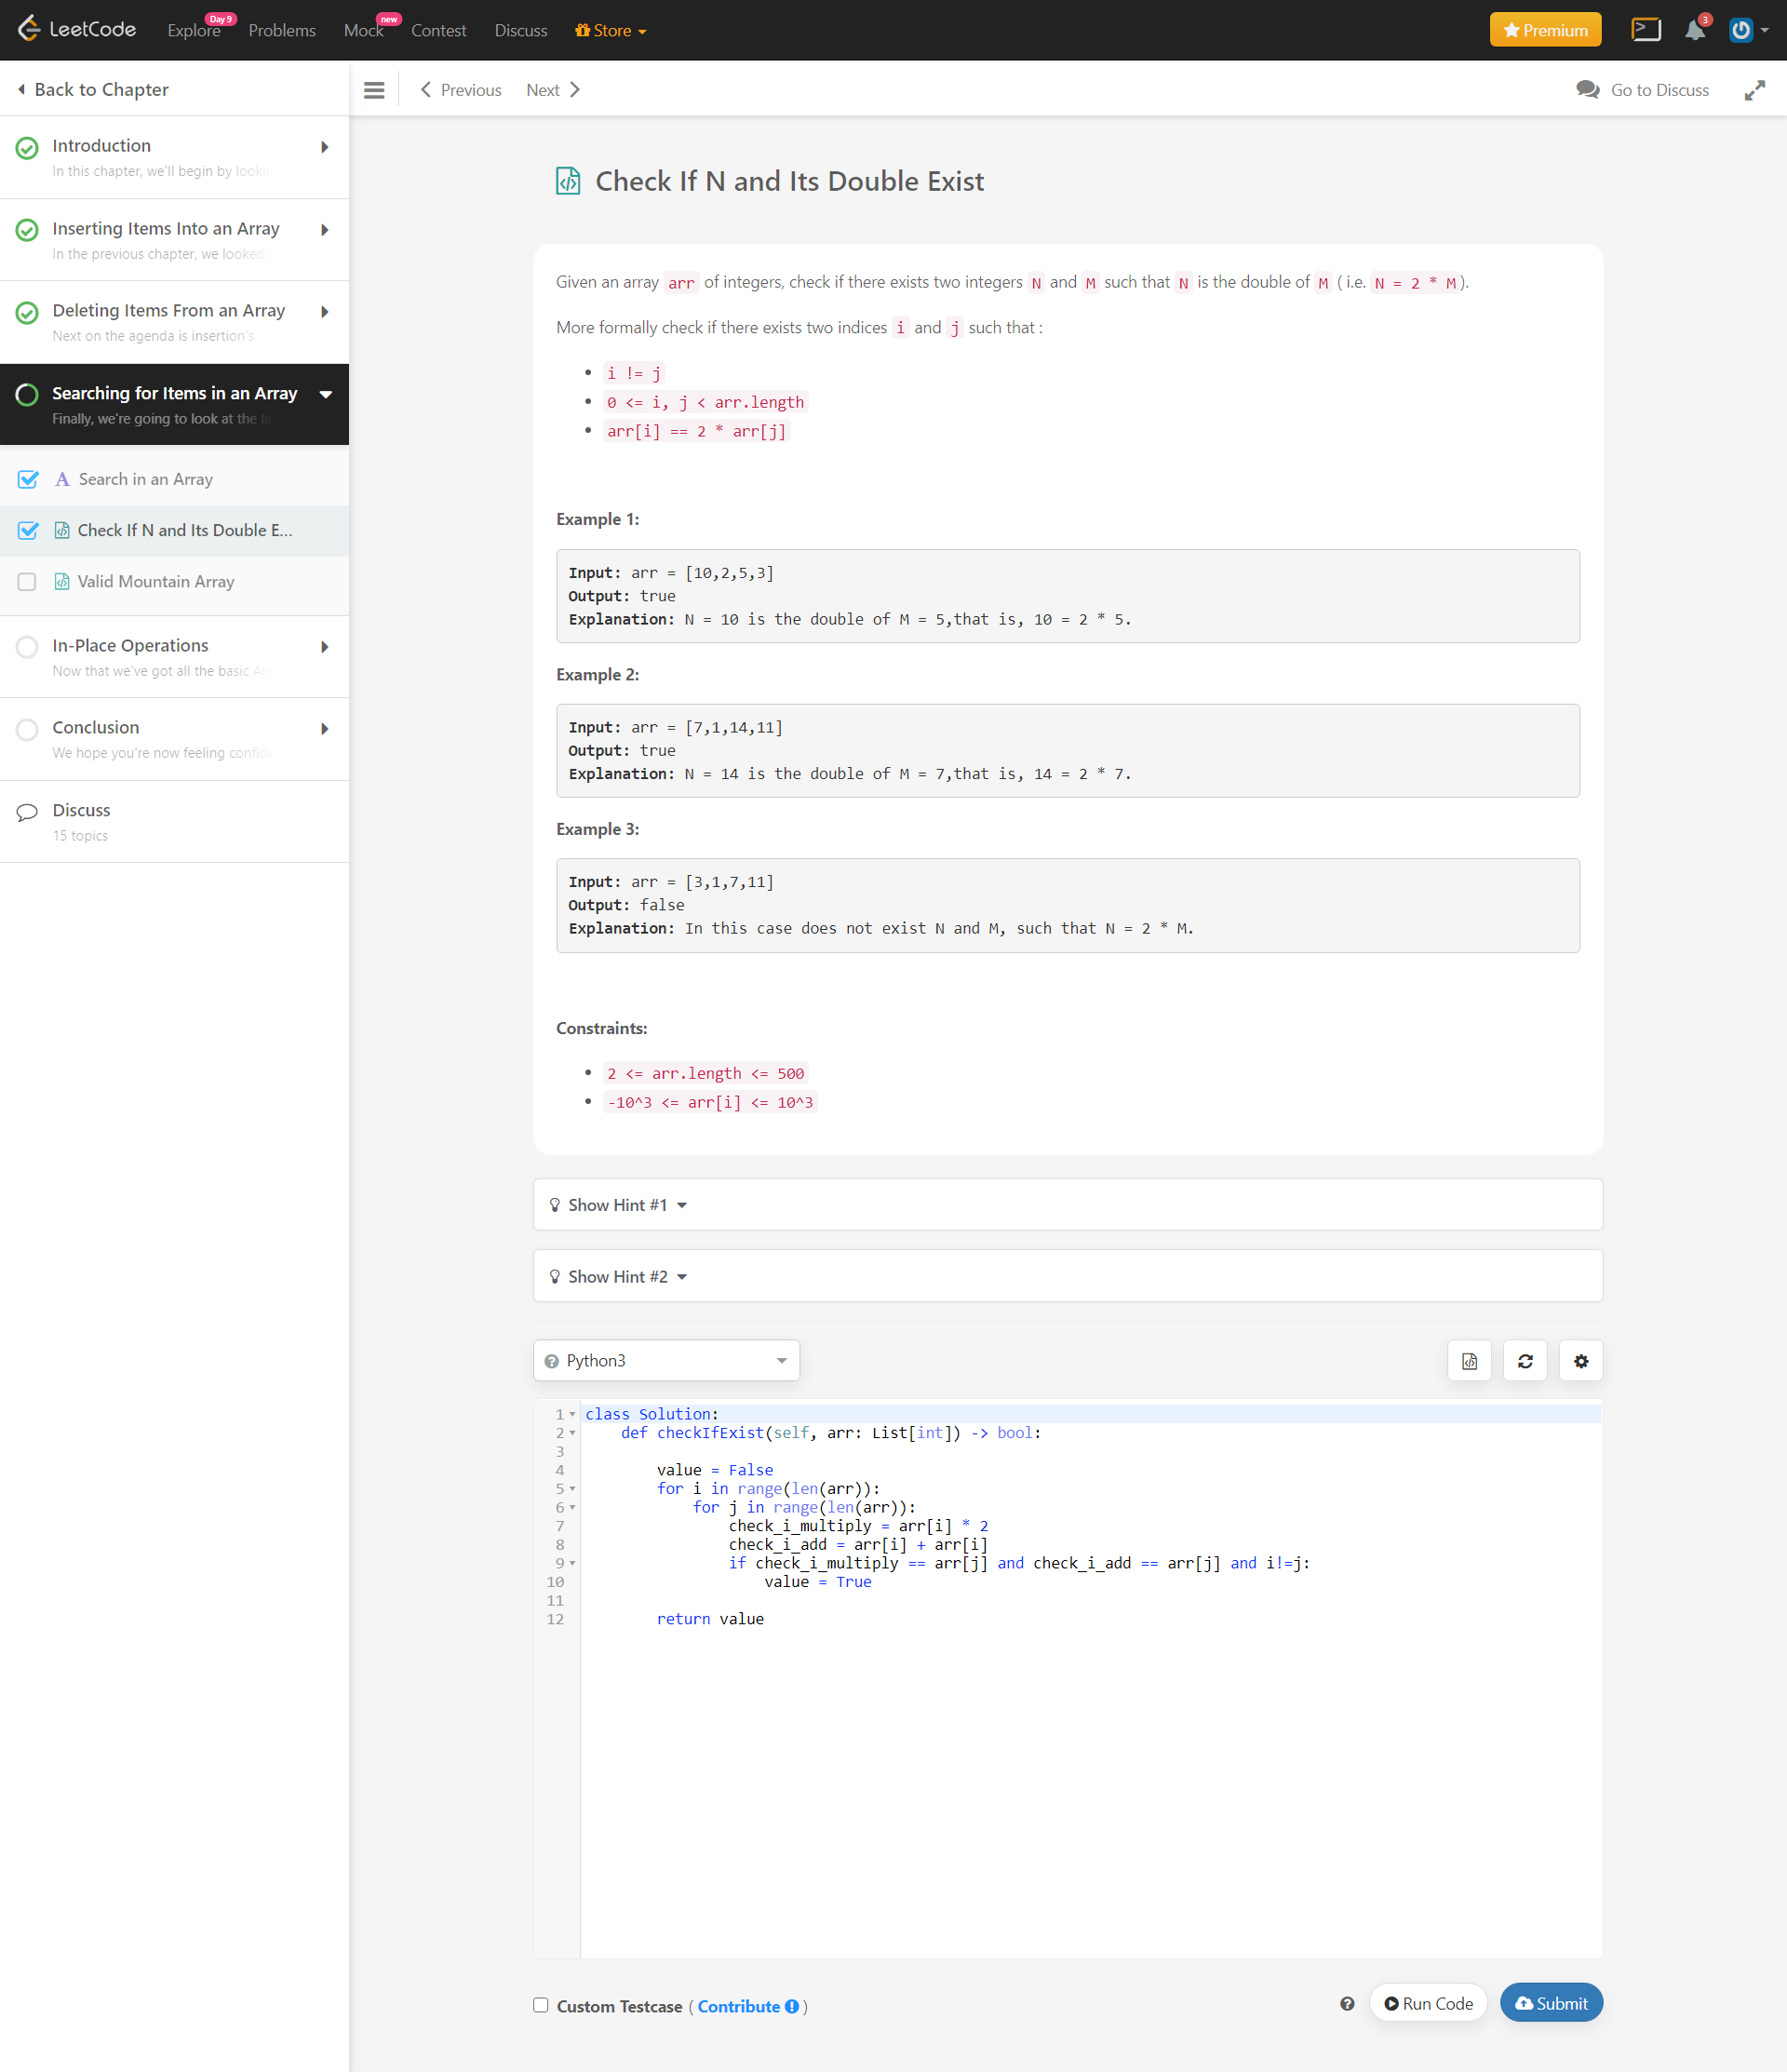 LeetCode
Explore Day 9 Problems Mock new Contest Discuss Store Premium 3
Back to Chapter
Previous Next Go to Discuss
Introduction
In this chapter, we'll begin by looki
Inserting Items Into an Array
In the previous chapter, we looked
Deleting Items From an Array
Next on the agenda is insertion's
Searching for Items in an Array
Finally, we're going to look at the
A Search in an Array
Check If N and Its Double E...
Valid Mountain Array
In-Place Operations
Now that we've got all the basic
Conclusion
We hope you're now feeling
Discuss
15 topics
Check If N and Its Double Exist
Given an array arr of integers, check if there exists two integers N and M such that N is the double of M ( i.e. N = 2 * M).
More formally check if there exists two indices i and j such that :
• i != j
• 0 <= i, j < arr.length
• arr[i] == 2 * arr[j]
Example 1:
Input: arr = [10,2,5,3]
Output: true
Explanation: N = 10 is the double of M = 5,that is, 10 = 2 * 5.
Example 2:
Input: arr = [7,1,14,11]
Output: true
Explanation: N = 14 is the double of M = 7,that is, 14 = 2 * 7.
Example 3:
Input: arr = [3,1,7,11]
Output: false
Explanation: In this case does not exist N and M, such that N = 2 * M.
Constraints:
• 2 <= arr.length <= 500
• -10^3 <= arr[i] <= 10^3
Show Hint #1
Show Hint #2
Python3
1 class Solution:
2     def checkIfExist(self, arr: List[int]) -> bool:
3
4         value = False
5         for i in range(len(arr)):
6             for j in range(len(arr)):
7                 check_i_multiply = arr[i] * 2
8                 check_i_add = arr[i] + arr[i]
9                 if check_i_multiply == arr[j] and check_i_add == arr[j] and i!=j:
10                     value = True
11
12         return value
Custom Testcase ( Contribute )
Run Code Submit